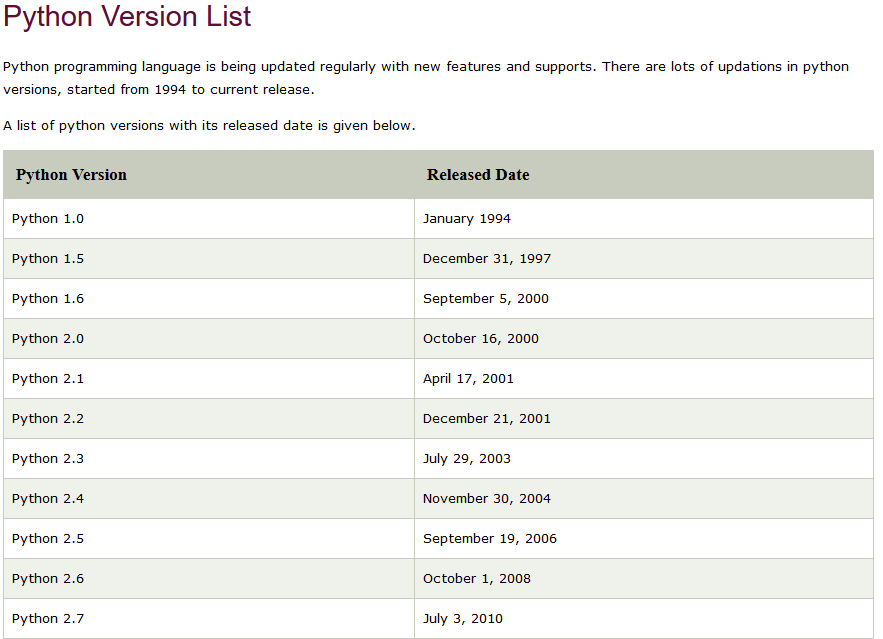 Python Version List
Python programming language is being updated regularly with new features and supports. There are lots of updations in python
versions, started from 1994 to current release.
A list of python versions with its released date is given below.
Python Version Released Date
Python 1.0 January 1994
Python 1.5 December 31, 1997
Python 1.6 September 5, 2000
Python 2.0 October 16, 2000
Python 2.1 April 17, 2001
Python 2.2 December 21, 2001
Python 2.3 July 29, 2003
Python 2.4 November 30, 2004
Python 2.5 September 19, 2006
Python 2.6 October 1, 2008
Python 2.7 July 3, 2010